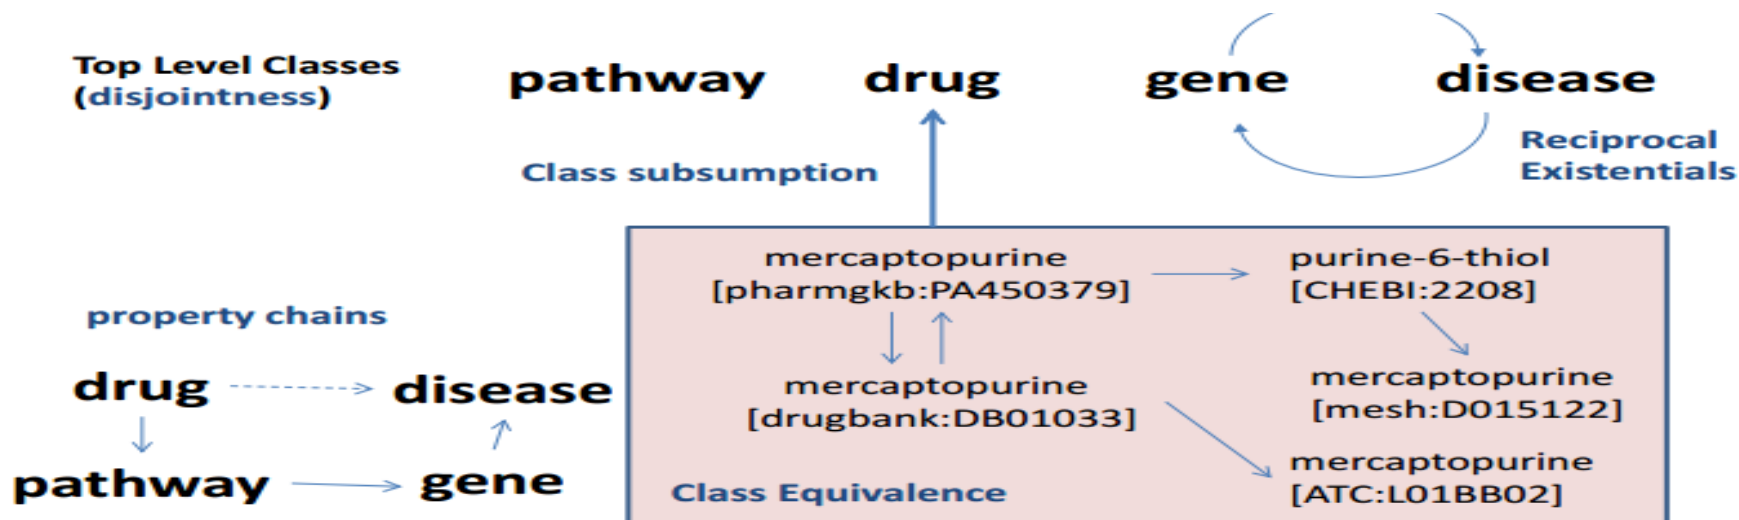 Top Level Classes
(disjointness)
pathway
drug
gene
disease
Class subsumption
Reciprocal
Existentials
mercaptopurine
[pharmgkb:PA450379]
purine-6-thiol
[CHEBI:2208]
property chains
drug
disease
pathway
gene
mercaptopurine
[drugbank:DB01033]
mercaptopurine
[mesh:D015122]
mercaptopurine
[ATC:L01BB02]
Class Equivalence